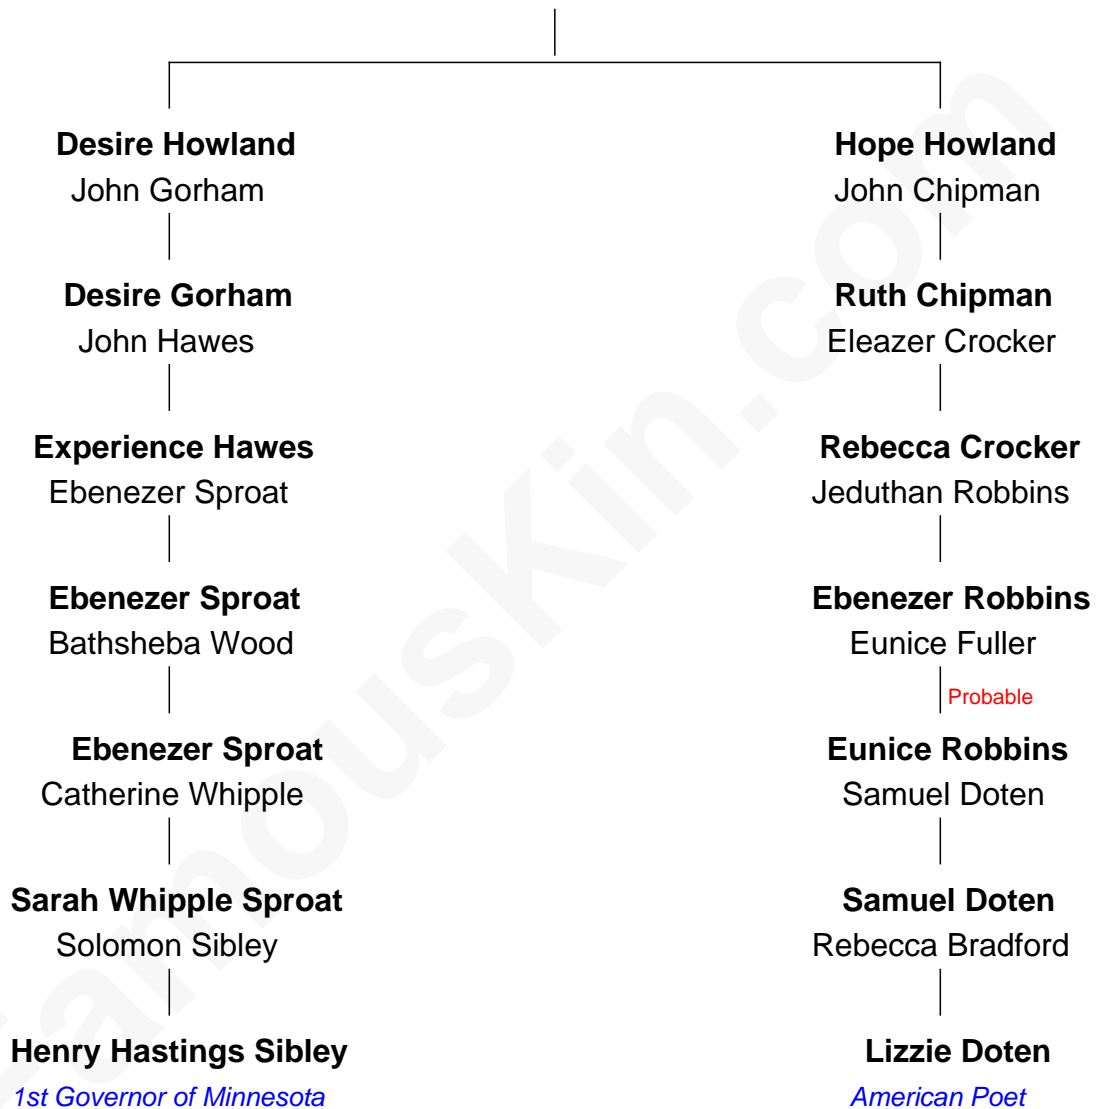 Desire Howland
John Gorham
Desire Gorham
John Hawes
Experience Hawes
Ebenezer Sproat
Ebenezer Sproat
Bathsheba Wood
Ebenezer Sproat
Catherine Whipple
Sarah Whipple Sproat
Solomon Sibley
Henry Hastings Sibley
1st Governor of Minnesota
Hope Howland
John Chipman
Ruth Chipman
Eleazer Crocker
Rebecca Crocker
Jeduthan Robbins
Ebenezer Robbins
Eunice Fuller
Probable
Eunice Robbins
Samuel Doten
Samuel Doten
Rebecca Bradford
Lizzie Doten
American Poet
FamousKin.com